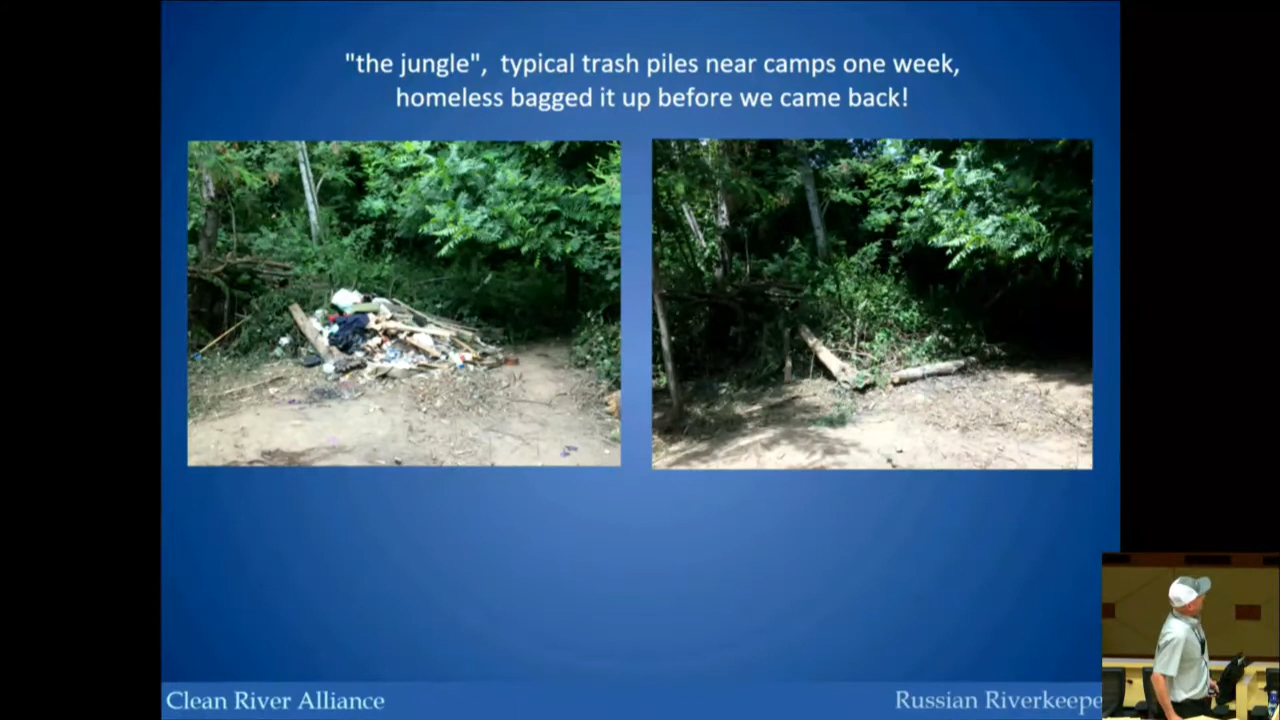 "the jungle", typical trash piles near camps one week,
homeless bagged it up before we came back!
Clean River Alliance
Russian Riverkeepe